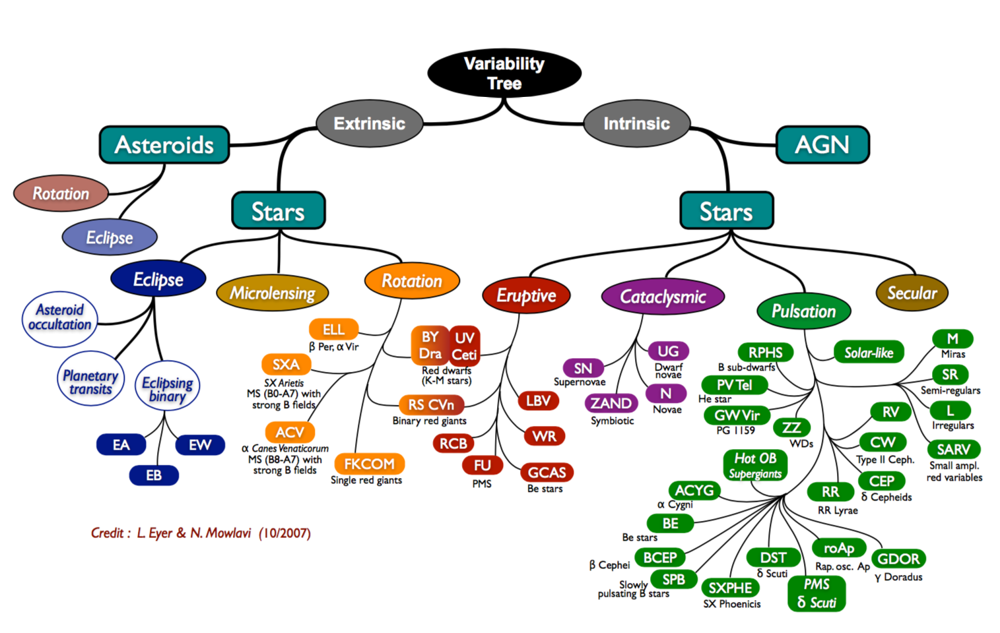 Variability
Tree
Extrinsic
Intrinsic
Asteroids
AGN
Rotation
Eclipse
Stars
Stars
Eclipse
Microlensing
Rotation
Eruptive
Cataclysmic
Pulsation
Secular
Asteroid
occultation
Planetary
transits
Eclipsing
binary
EA
EB
EW
ELL
β Per, α Vir
SXA
SX Arietis
MS (B0-A7) with
strong B fields
ACV
α Canes Venaticorum
MS (B8-A7) with
strong B fields
FKCOM
Single red giants
BY
Dra
UV
Ceti
Red dwarfs
(K-M stars)
RS CVn
Binary red giants
LBV
WR
RCB
FU
PMS
GCAS
Be stars
SN
Supernovae
UG
Dwarf
novae
ZAND
Symbiotic
N
Novae
RPHS
B sub-dwarfs
Solar-like
PV Tel
He star
GW Vir
PG 1159
ZZ
WDs
M
Miras
SR
Semi-regulars
L
Irregulars
SARV
Small ampl.
red variables
RV
CW
Type II Ceph.
CEP
δ Cepheids
RR
RR Lyrae
Hot OB
Supergiants
ACYG
α Cygni
BE
Be stars
BCEP
β Cephei
SPB
Slowly
pulsating B stars
SXPHE
SX Phoenicis
DST
δ Scuti
PMS
δ Scuti
roAp
Rap. osc. Ap
GDOR
γ Doradus
Credit : L. Eyer & N. Mowlavi (10/2007)